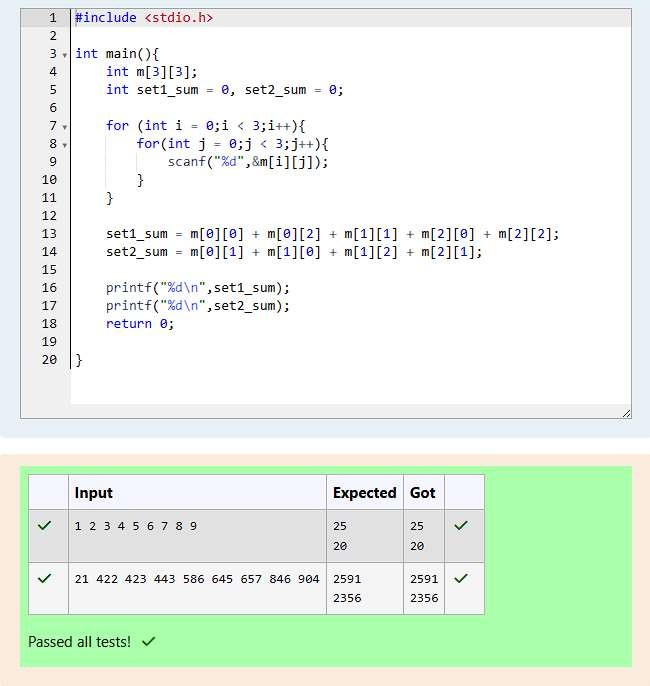 1 #include <stdio.h>
2
3 int main(){
4     int m[3][3];
5     int set1_sum = 0, set2_sum = 0;
6
7     for (int i = 0;i < 3;i++){
8         for(int j = 0;j < 3;j++){
9             scanf("%d",&m[i][j]);
10         }
11     }
12
13     set1_sum = m[0][0] + m[0][2] + m[1][1] + m[2][0] + m[2][2];
14     set2_sum = m[0][1] + m[1][0] + m[1][2] + m[2][1];
15
16     printf("%d\n",set1_sum);
17     printf("%d\n",set2_sum);
18     return 0;
19
20 }
Input Expected Got
1 2 3 4 5 6 7 8 9 25 25
20 20
21 422 423 443 586 645 657 846 904 2591 2591
2356 2356
Passed all tests!